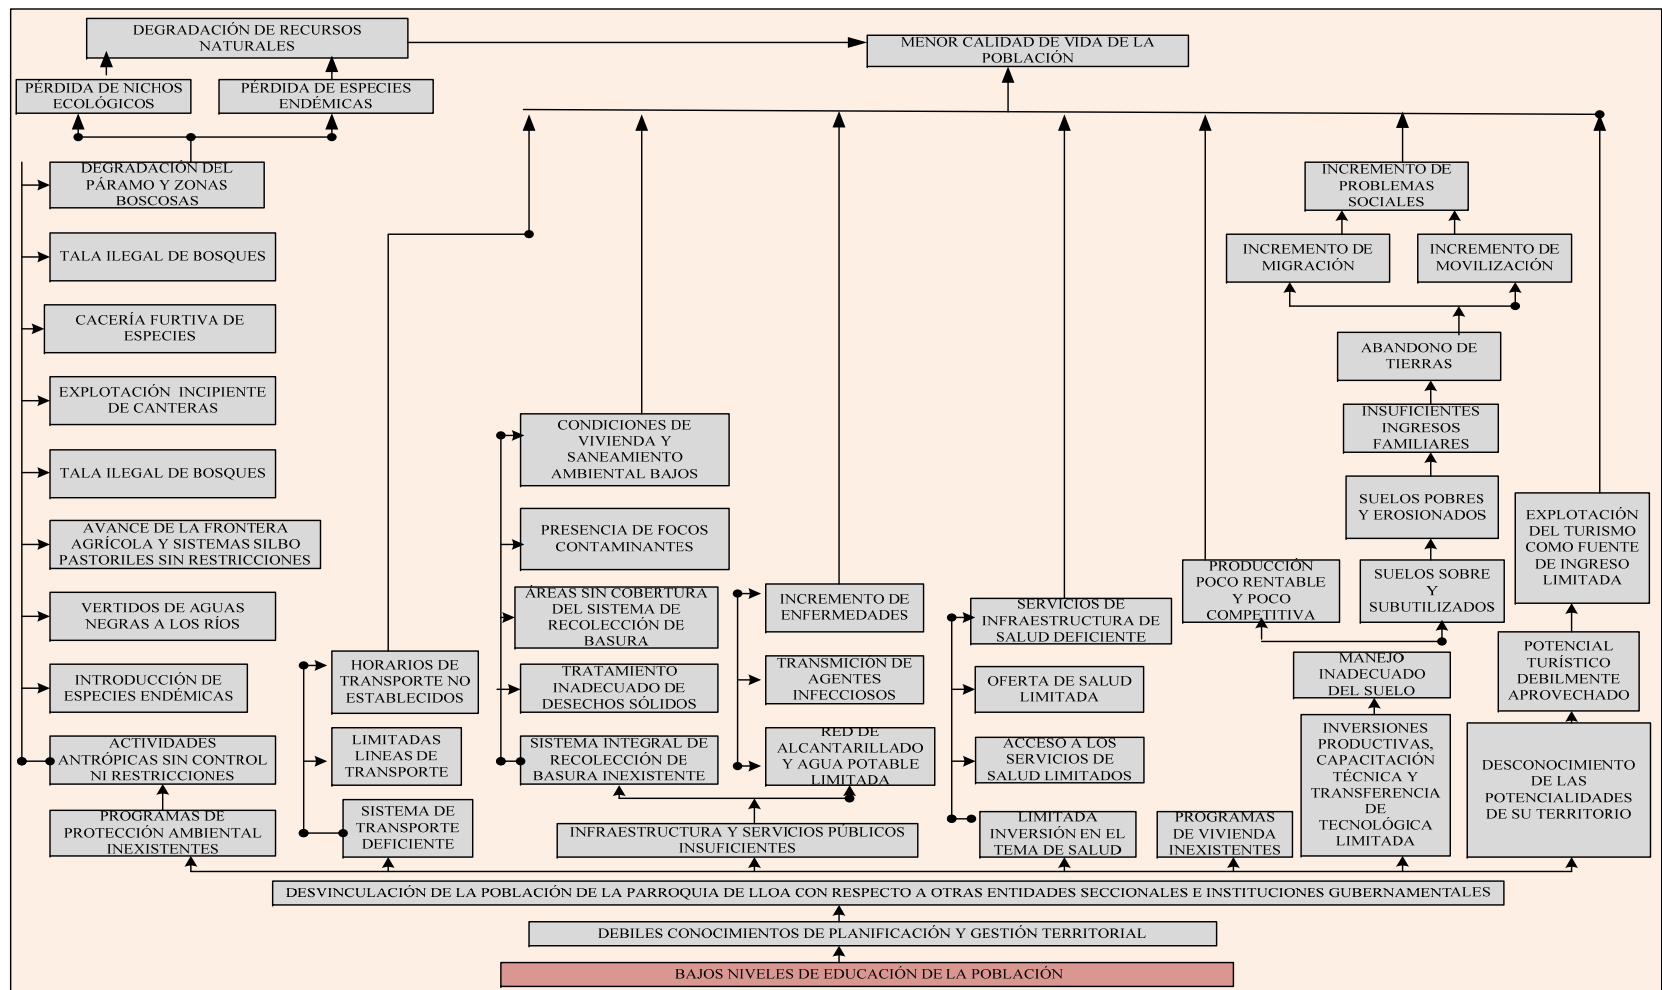 DEGRADACIÓN DE RECURSOS
NATURALES
MENOR CALIDAD DE VIDA DE LA
POBLACIÓN
PÉRDIDA DE NICHOS
ECOLÓGICOS
PÉRDIDA DE ESPECIES
ENDÉMICAS
DEGRADACIÓN DEL
PÁRAMO Y ZONAS
BOSCOSAS
TALA ILEGAL DE BOSQUES
CACERÍA FURTIVA DE
ESPECIES
EXPLOTACIÓN INCIPIENTE
DE CANTERAS
TALA ILEGAL DE BOSQUES
AVANCE DE LA FRONTERA
AGRÍCOLA Y SISTEMAS SILBO
PASTORILES SIN RESTRICCIONES
VERTIDOS DE AGUAS
NEGRAS A LOS RÍOS
INTRODUCCIÓN DE
ESPECIES ENDÉMICAS
ACTIVIDADES
ANTRÓPICAS SIN CONTROL
NI RESTRICCIONES
PROGRAMAS DE
PROTECCIÓN AMBIENTAL
INEXISTENTES
HORARIOS DE
TRANSPORTE NO
ESTABLECIDOS
LIMITADAS
LINEAS DE
TRANSPORTE
SISTEMA DE
TRANSPORTE
DEFICIENTE
CONDICIONES DE
VIVIENDA Y
SANEAMIENTO
AMBIENTAL BAJOS
PRESENCIA DE FOCOS
CONTAMINANTES
ÁREAS SIN COBERTURA
DEL SISTEMA DE
RECOLECCIÓN DE
BASURA
TRATAMIENTO
INADECUADO DE
DESECHOS SÓLIDOS
SISTEMA INTEGRAL DE
RECOLECCIÓN DE
BASURA INEXISTENTE
INCREMENTO DE
ENFERMEDADES
TRANSMICIÓN DE
AGENTES
INFECCIOSOS
RED DE
ALCANTARILLADO
Y AGUA POTABLE
LIMITADA
INFRAESTRUCTURA Y SERVICIOS PÚBLICOS
INSUFICIENTES
SERVICIOS DE
INFRAESTRUCTURA DE
SALUD DEFICIENTE
OFERTA DE SALUD
LIMITADA
ACCESO A LOS
SERVICIOS DE
SALUD LIMITADOS
LIMITADA
INVERSIÓN EN EL
TEMA DE SALUD
PROGRAMAS
DE VIVIENDA
INEXISTENTES
INCREMENTO DE
PROBLEMAS
SOCIALES
INCREMENTO DE
MIGRACIÓN
INCREMENTO DE
MOVILIZACIÓN
ABANDONO DE
TIERRAS
INSUFICIENTES
INGRESOS
FAMILIARES
SUELOS POBRES
Y EROSIONADOS
PRODUCCIÓN
POCO RENTABLE
Y POCO
COMPETITIVA
SUELOS SOBRE
Y
SUBUTILIZADOS
MANEJO
INADECUADO
DEL SUELO
INVERSIONES
PRODUCTIVAS,
CAPACITACIÓN
TÉCNICA Y
TRANSFERENCIA
DE
TECNOLÓGICA
LIMITADA
EXPLOTACIÓN
DEL TURISMO
COMO FUENTE
DE INGRESO
LIMITADA
POTENCIAL
TURÍSTICO
DEBILMENTE
APROVECHADO
DESCONOCIMIENTO
DE LAS
POTENCIALIDADES
DE SU TERRITORIO
DESVINCULACIÓN DE LA POBLACIÓN DE LA PARROQUIA DE LLOA CON RESPECTO A OTRAS ENTIDADES SECCIONALES E INSTITUCIONES GUBERNAMENTALES
DEBILES CONOCIMIENTOS DE PLANIFICACIÓN Y GESTIÓN TERRITORIAL
BAJOS NIVELES DE EDUCACIÓN DE LA POBLACIÓN